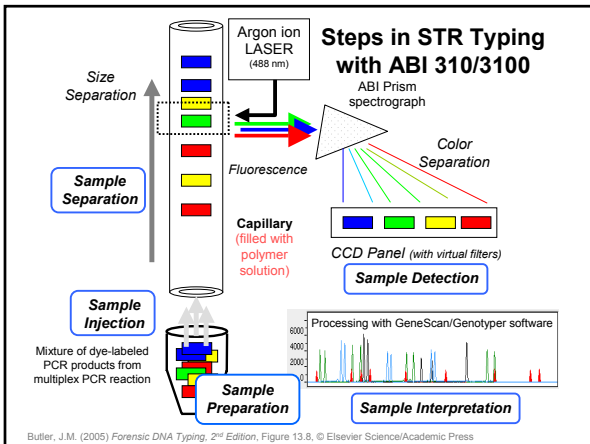 Steps in STR Typing
with ABI 310/3100
Argon ion
LASER
(488 nm)
Size
Separation
ABI Prism
spectrograph
Fluorescence
Color
Separation
Sample
Separation
Capillary
(filled with
polymer
solution)
CCD Panel (with virtual filters)
Sample Detection
Sample
Injection
Mixture of dye-labeled
PCR products from
multiplex PCR reaction
Sample
Preparation
Processing with GeneScan/Genotyper software
6000
4000
2000
0
Sample Interpretation
Butler, J.M. (2005) Forensic DNA Typing, 2nd Edition, Figure 13.8, © Elsevier Science/Academic Press